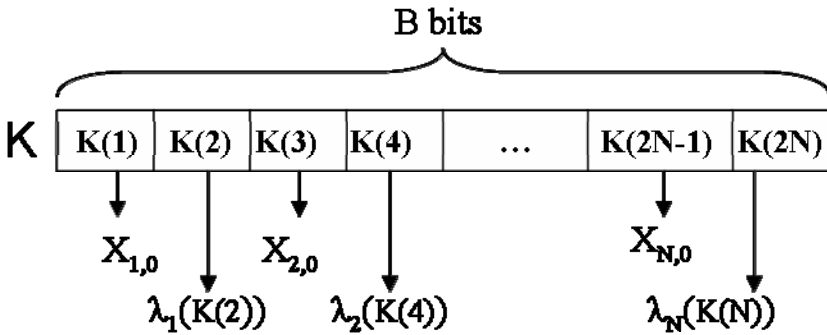 B bits
K K(1) K(2) K(3) K(4) ... K(2N-1) K(2N)
X1,0 X2,0 XN,0
λ1(K(2)) λ2(K(4)) λN(K(N))